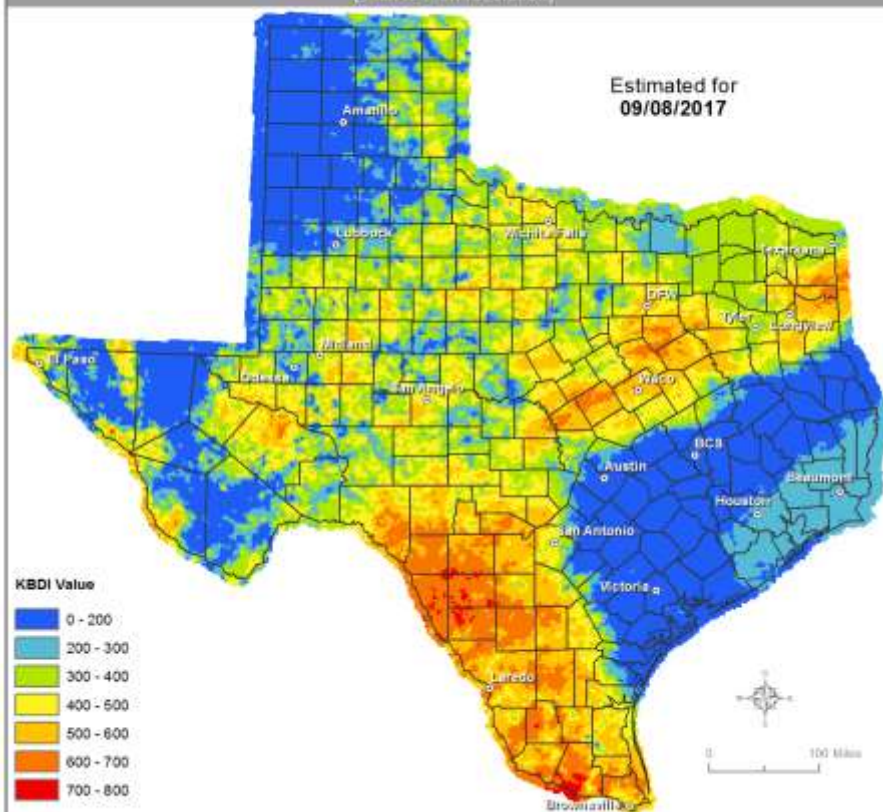 Estimated for
09/08/2017
Amarillo
Lubbock
Wichita Falls
Texarkana
DFW
Tyler
Longview
Midland
El Paso
Odessa
San Angelo
Waco
BCS
Austin
Beaumont
Houston
San Antonio
Victoria
Laredo
Brownsville
KBDI Value
0 - 200
200 - 300
300 - 400
400 - 500
500 - 600
600 - 700
700 - 800
0
100 Miles